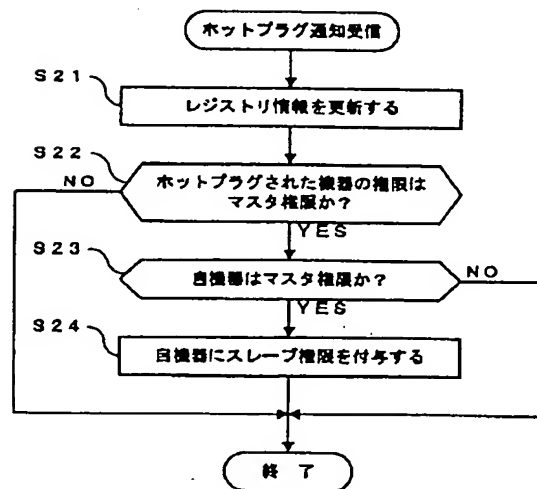 ホットプラグ通知受信
S21
レジストリ情報を更新する
S22
NO
ホットプラグされた機器の権限は
マスタ権限か?
YES
S23
自機器はマスタ権限か?
NO
YES
S24
自機器にスレーブ権限を付与する
終 了